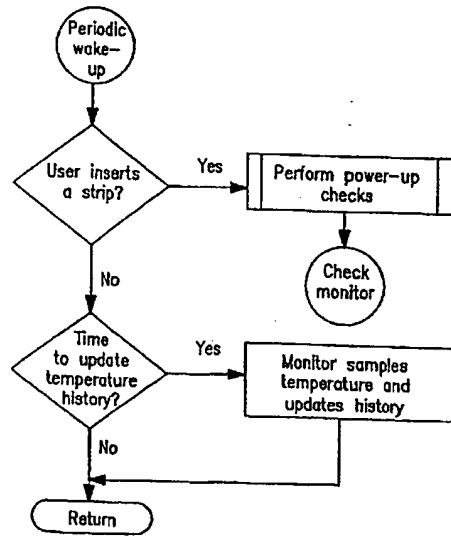 Periodic
wake-
up
User inserts
a strip?
Yes
Perform power-up
checks
Check
monitor
No
Time
to update
temperature
history?
Yes
Monitor samples
temperature and
updates history
No
Return